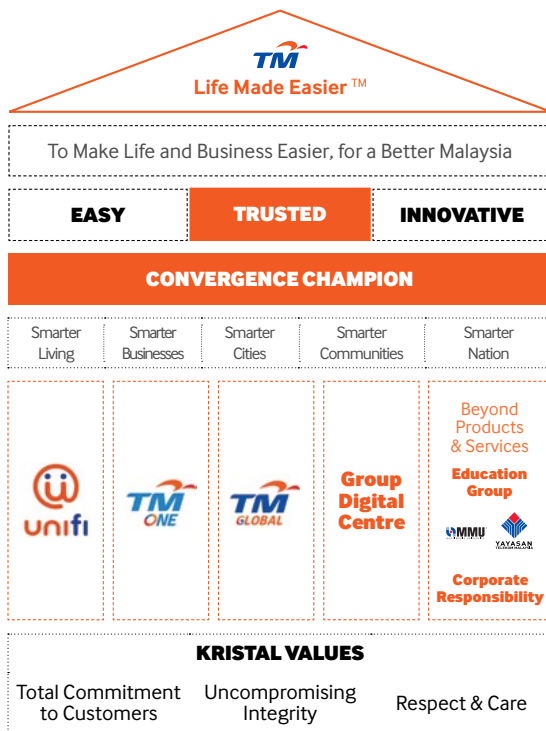 TM
Life Made Easier ™
To Make Life and Business Easier, for a Better Malaysia
EASY
TRUSTED
INNOVATIVE
CONVERGENCE CHAMPION
Smarter
Living
Smarter
Businesses
Smarter
Cities
Smarter
Communities
Smarter
Nation
unifi
TM
ONE
TM
GLOBAL
Group
Digital
Centre
Beyond
Products
& Services
Education
Group
MMU
YAYASAN
TELEKOM MALAYSIA
Corporate
Responsibility
KRISTAL VALUES
Total Commitment
to Customers
Uncompromising
Integrity
Respect & Care